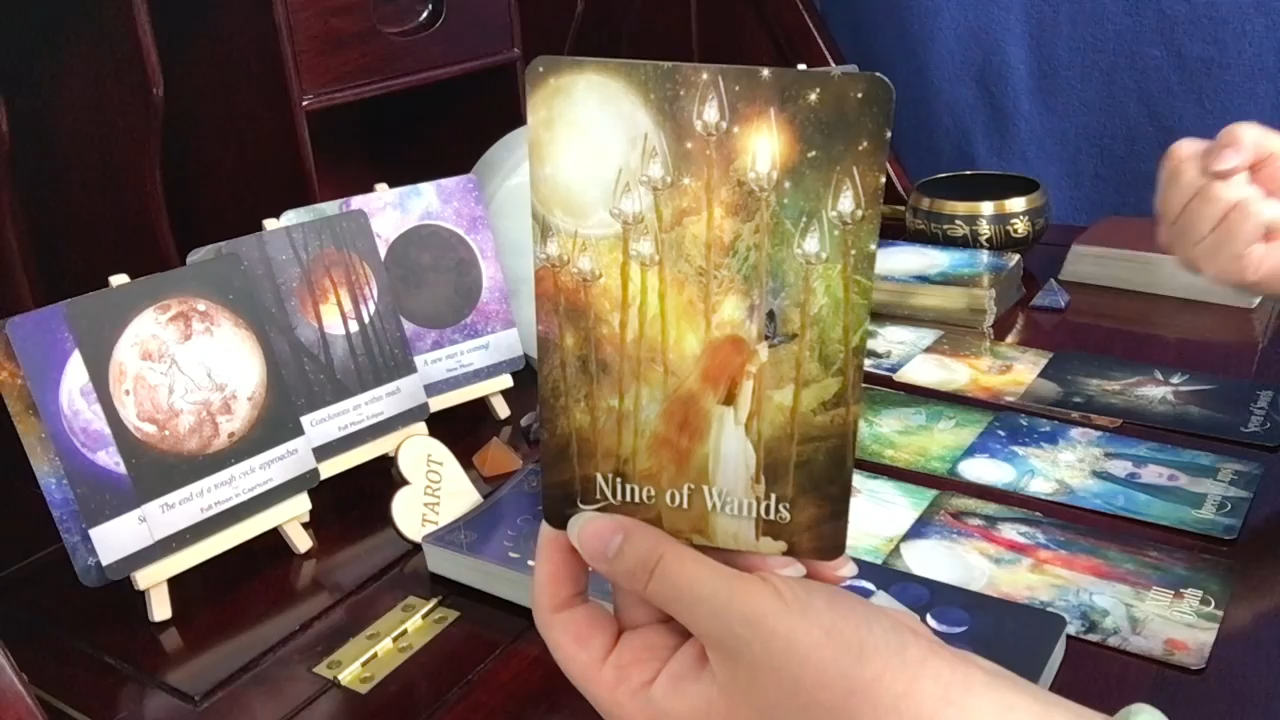 A new start is coming!
New Moon
Conclusions are within reach
Full Moon Eclipse
The end of a tough cycle approaches
Full Moon in Capricorn
TAROT
Nine of Wands
Seven of Swords
Queen of Cups
XIII
Death